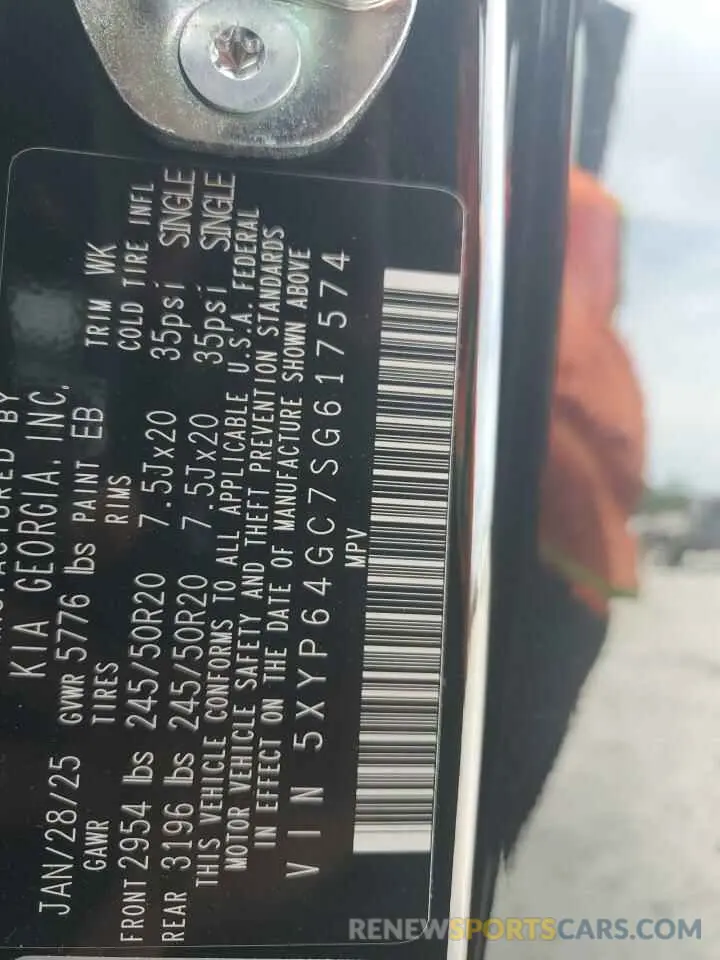 BY
KIA GEORGIA, INC.
JAN/28/25 GVWR 5776 lbs PAINT EB TRIM WK
GAWR TIRES RIMS COLD TIRE INFL
FRONT 2954 lbs 245/50R20 7.5Jx20 35psi SINGLE
REAR 3196 lbs 245/50R20 7.5Jx20 35psi SINGLE
THIS VEHICLE CONFORMS TO ALL APPLICABLE U.S.A. FEDERAL
MOTOR VEHICLE SAFETY AND THEFT PREVENTION STANDARDS
IN EFFECT ON THE DATE OF MANUFACTURE SHOWN ABOVE
VIN 5XYP64GC7SG617574
MPV
RENEWSPORTSCARS.COM